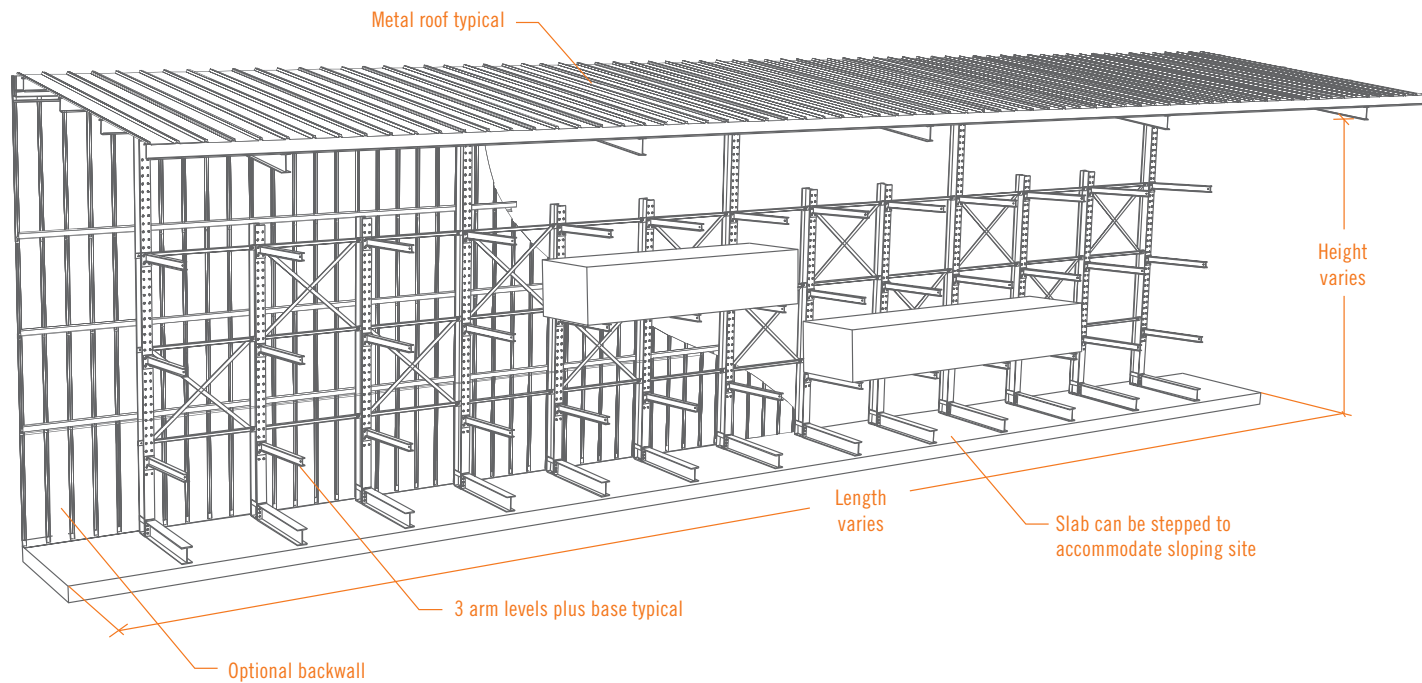 Metal roof typical
Height
varies
Length
varies
Slab can be stepped to
accommodate sloping site
3 arm levels plus base typical
Optional backwall